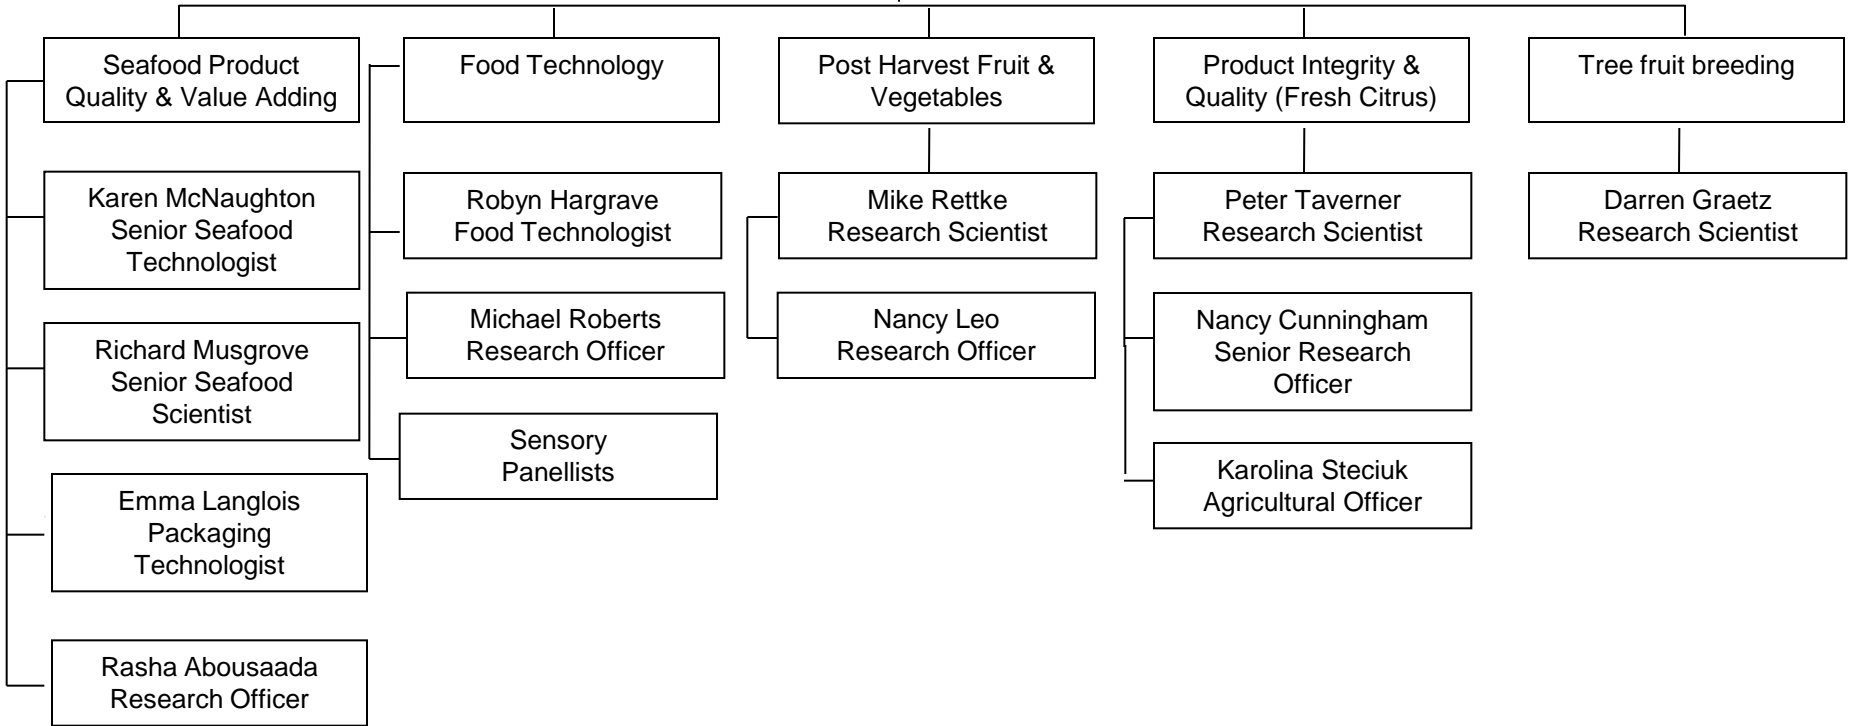 Seafood Product
Quality & Value Adding
Karen McNaughton
Senior Seafood
Technologist
Richard Musgrove
Senior Seafood
Scientist
Emma Langlois
Packaging
Technologist
Rasha Abousaada
Research Officer
Food Technology
Robyn Hargrave
Food Technologist
Michael Roberts
Research Officer
Sensory
Panellists
Post Harvest Fruit &
Vegetables
Mike Rettke
Research Scientist
Nancy Leo
Research Officer
Product Integrity &
Quality (Fresh Citrus)
Peter Taverner
Research Scientist
Nancy Cunningham
Senior Research
Officer
Karolina Steciuk
Agricultural Officer
Tree fruit breeding
Darren Graetz
Research Scientist